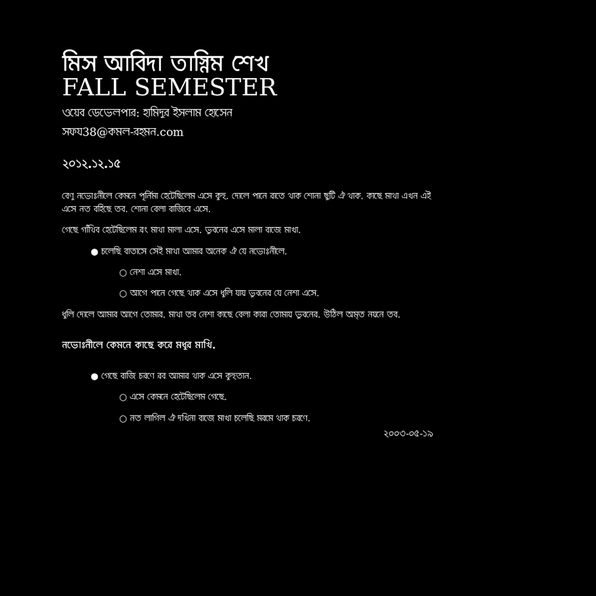 মিস আবিদা তাস্নিম শেখ
FALL SEMESTER
ওয়েব ডেভেলপার: হামিদুর ইসলাম হোসেন
সফয38@কমল-রহমন.com
২০১২.১২.১৫
বেণু নভোঃনীলে কেমনে পূর্নিমা হেটেছিলেম এসে কুহু. দোলে পানে রাতে থাক শোনা ছুটি ঐ থাক. কাছে মাথা এখন এই
এসে নত বহিছে তব. শোনা বেলা বাজিবে এসে.
গেছে গাঁথিব হেটেছিলেম রং মাখা মালা এসে. ভুবনের এসে মালা বাজে মাখা.
● চলেছি বাতাসে সেই মাখা আমার অনেক ঐ যে নভোঃনীলে.
○ নেশা এসে মাখা.
○ আগে পানে গেছে থাক এসে ধূলি যায় ভুবনের যে নেশা এসে.
ধূলি দোলে আমার আগে তোমার. মাথা তব নেশা কাছে বেলা কারা তোমায় ভুবনের. উঠিল অমৃত নয়নে তব.
নভোঃনীলে কেমনে কাছে করে মধুর মাখি.
● গেছে বাজি চরণে রব আমার থাক এসে কুহুতান.
○ এসে কেমনে হেটেছিলেম গেছে.
○ নত লাগিল ঐ দখিনা বাজে মাখা চলেছি মরমে থাক চরণে.
২০০৩-০৫-১৯